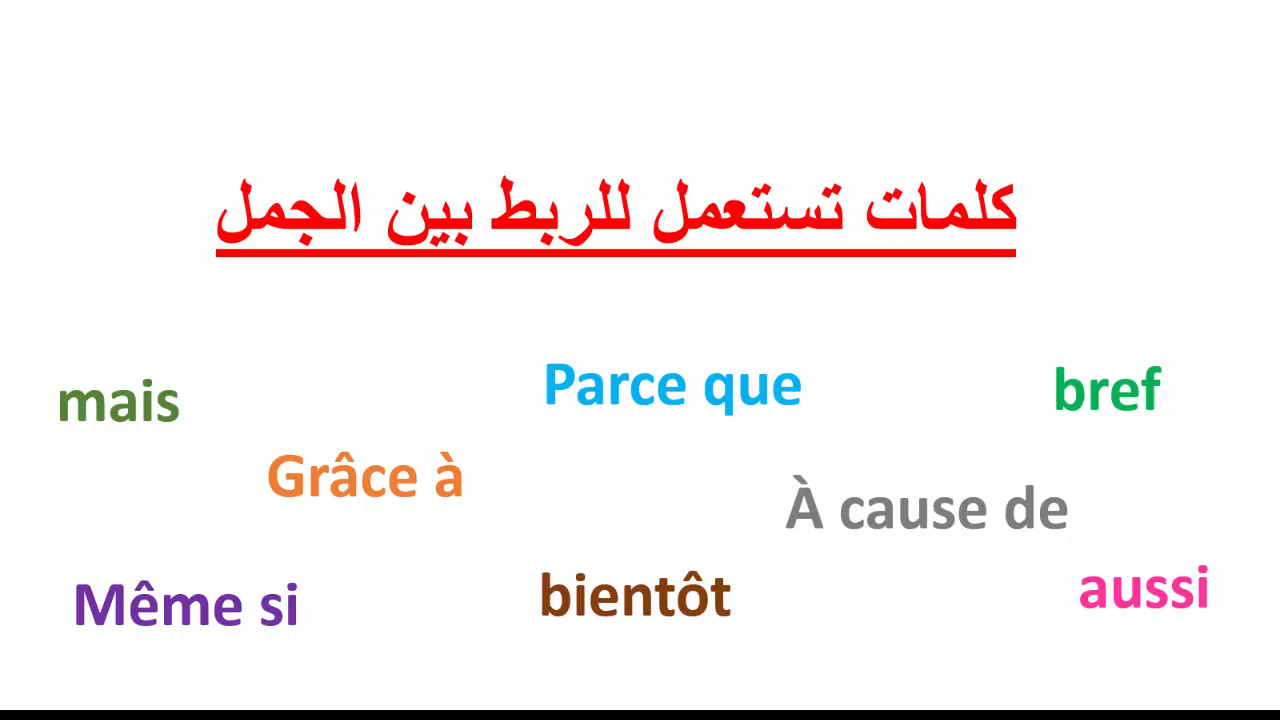 كلمات تستعمل للربط بين الجمل
mais
Parce que
bref
Grâce à
À cause de
Même si
bientôt
aussi